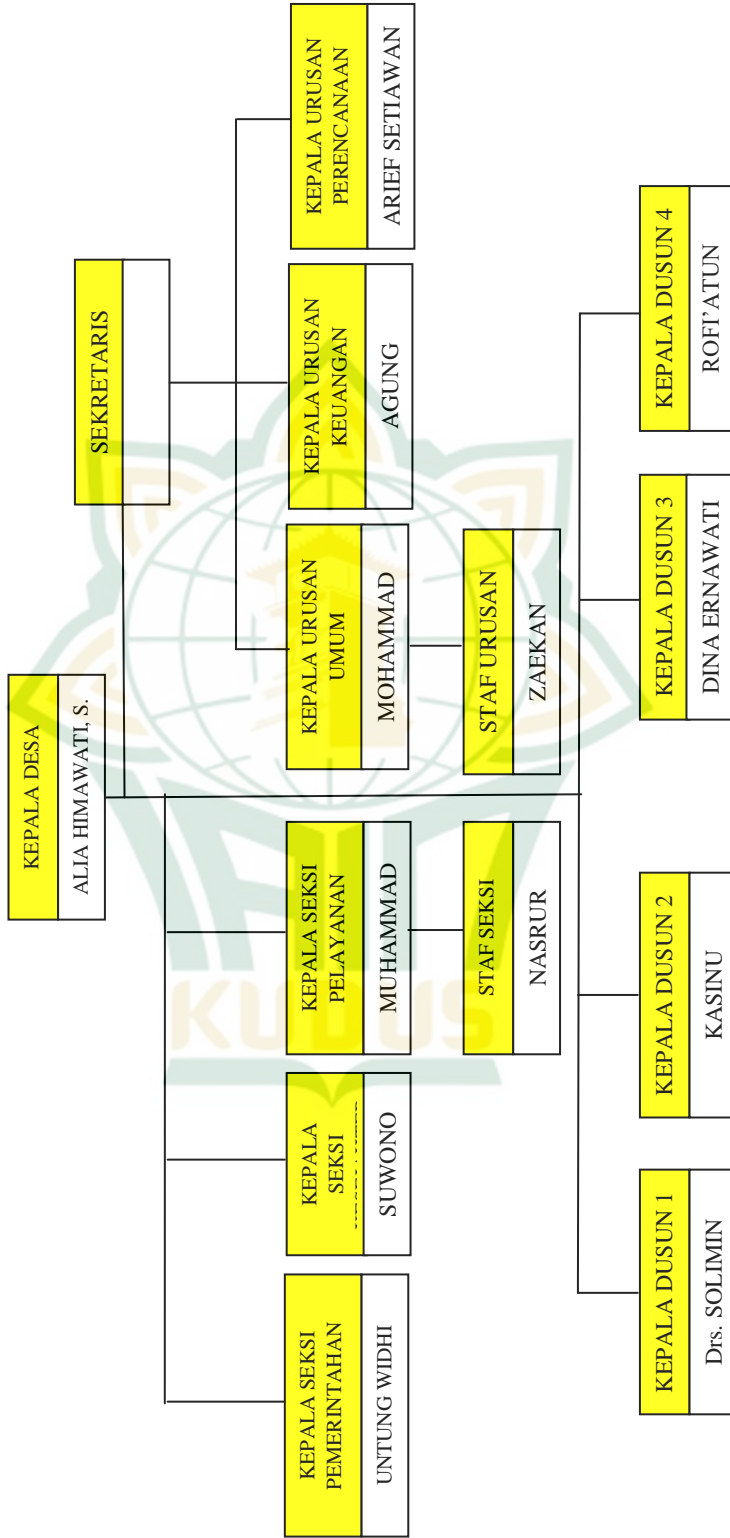 KEPALA DESA
ALIA HIMAWATI, S.
SEKRETARIS
KEPALA SEKSI
PEMERINTAHAN
UNTUNG WIDHI
KEPALA
SEKSI
SUWONO
KEPALA SEKSI
PELAYANAN
MUHAMMAD
KEPALA URUSAN
UMUM
MOHAMMAD
KEPALA URUSAN
KEUANGAN
AGUNG
KEPALA URUSAN
PERENCANAAN
ARIEF SETIAWAN
STAF SEKSI
NASRUR
STAF URUSAN
ZAEKAN
KEPALA DUSUN 1
Drs. SOLIMIN
KEPALA DUSUN 2
KASINU
KEPALA DUSUN 3
DINA ERNAWATI
KEPALA DUSUN 4
ROFI'ATUN
KUDUS